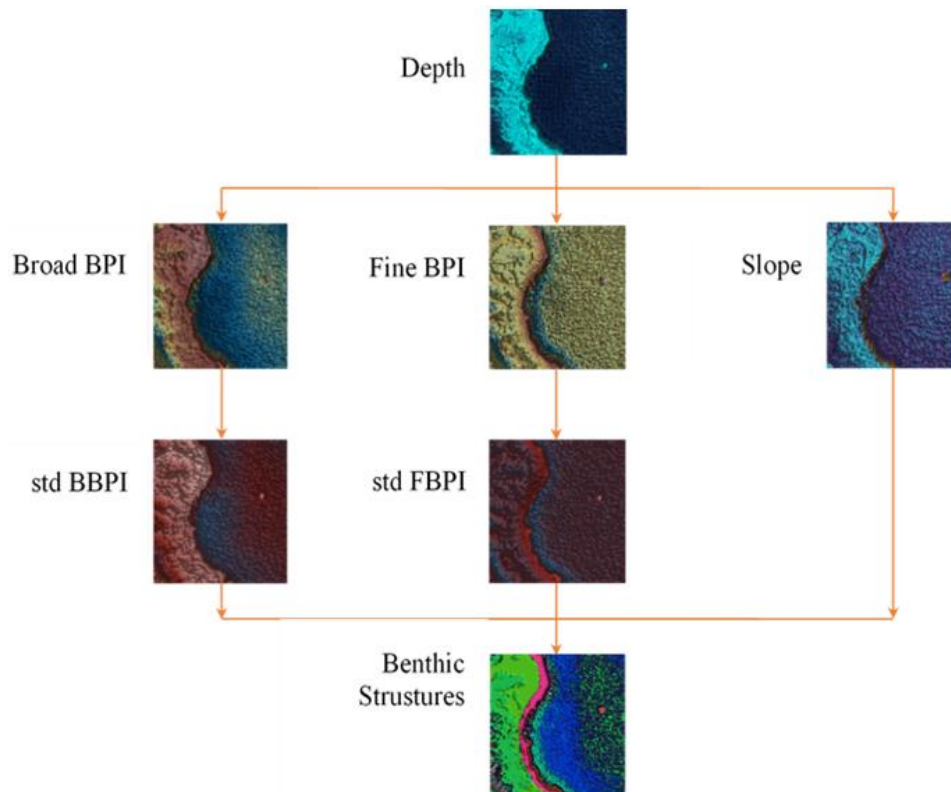 Depth
Broad BPI
Fine BPI
Slope
std BBPI
std FBPI
Benthic
Strustures